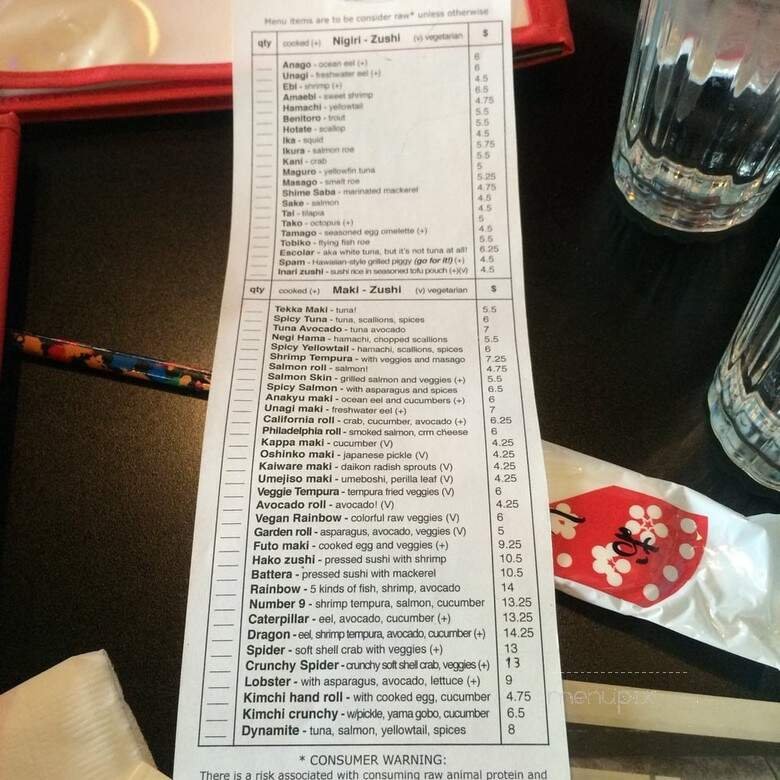 Menu items are to be consider raw* unless otherwise
qty cooked (+) Nigiri - Zushi (v) vegetarian $
Anago - ocean eel (+) 6
Unagi - freshwater eel (+) 6
Ebi - shrimp (+) 4.5
Amaebi - sweet shrimp 6.5
Hamachi - yellowtail 4.75
Benitoro - trout 5.5
Hotate - scallop 5.5
Ika - squid 4.5
Ikura - salmon roe 5.75
Kani - crab 5.5
Maguro - yellowfin tuna 5
Masago - smelt roe 5.25
Shime Saba - marinated mackerel 4.75
Sake - salmon 4.5
Tai - tilapia 4.5
Tako - octopus (+) 5
Tamago - seasoned egg omelette (+) 4.5
Tobiko - flying fish roe 5.5
Escolar - aka white tuna, but it's not tuna at all! 6.25
Spam - Hawaiian-style grilled piggy (go for it!) (+) 4.5
Inari zushi - sushi rice in seasoned tofu pouch (+)(v) 4.5
qty cooked (+) Maki - Zushi (v) vegetarian $
Tekka Maki - tuna! 5.5
Spicy Tuna - tuna, scallions, spices 6
Tuna Avocado - tuna avocado 7
Negi Hama - hamachi, chopped scallions 5.5
Spicy Yellowtail - hamachi, scallions, spices 6
Shrimp Tempura - with veggies and masago 7.25
Salmon roll - salmon! 4.75
Salmon Skin - grilled salmon and veggies (+) 5.5
Spicy Salmon - with asparagus and spices 6.5
Anakyu maki - ocean eel and cucumbers (+) 6
Unagi maki - freshwater eel (+) 7
California roll - crab, cucumber, avocado (+) 6.25
Philadelphia roll - smoked salmon, crm cheese 6
Kappa maki - cucumber (V) 4.25
Oshinko maki - japanese pickle (V) 4.25
Kaiware maki - daikon radish sprouts (V) 4.25
Umejiso maki - umeboshi, perilla leaf (V) 4.25
Veggie Tempura - tempura fried veggies (V) 6
Avocado roll - avocado! (V) 4.25
Vegan Rainbow - colorful raw veggies (V) 6
Garden roll - asparagus, avocado, veggies (V) 5
Futo maki - cooked egg and veggies (+) 9.25
Hako zushi - pressed sushi with shrimp 10.5
Battera - pressed sushi with mackerel 10.5
Rainbow - 5 kinds of fish, shrimp, avocado 14
Number 9 - shrimp tempura, salmon, cucumber 13.25
Caterpillar - eel, avocado, cucumber (+) 13.25
Dragon - eel, shrimp tempura, avocado, cucumber (+) 14.25
Spider - soft shell crab with veggies (+) 13
Crunchy Spider - crunchy soft shell crab, veggies (+) 13
Lobster - with asparagus, avocado, lettuce (+) 9
Kimchi hand roll - with cooked egg, cucumber 4.75
Kimchi crunchy - w/pickle, yama gobo, cucumber 6.5
Dynamite - tuna, salmon, yellowtail, spices 8
* CONSUMER WARNING:
There is a risk associated with consuming raw animal protein and
menupix